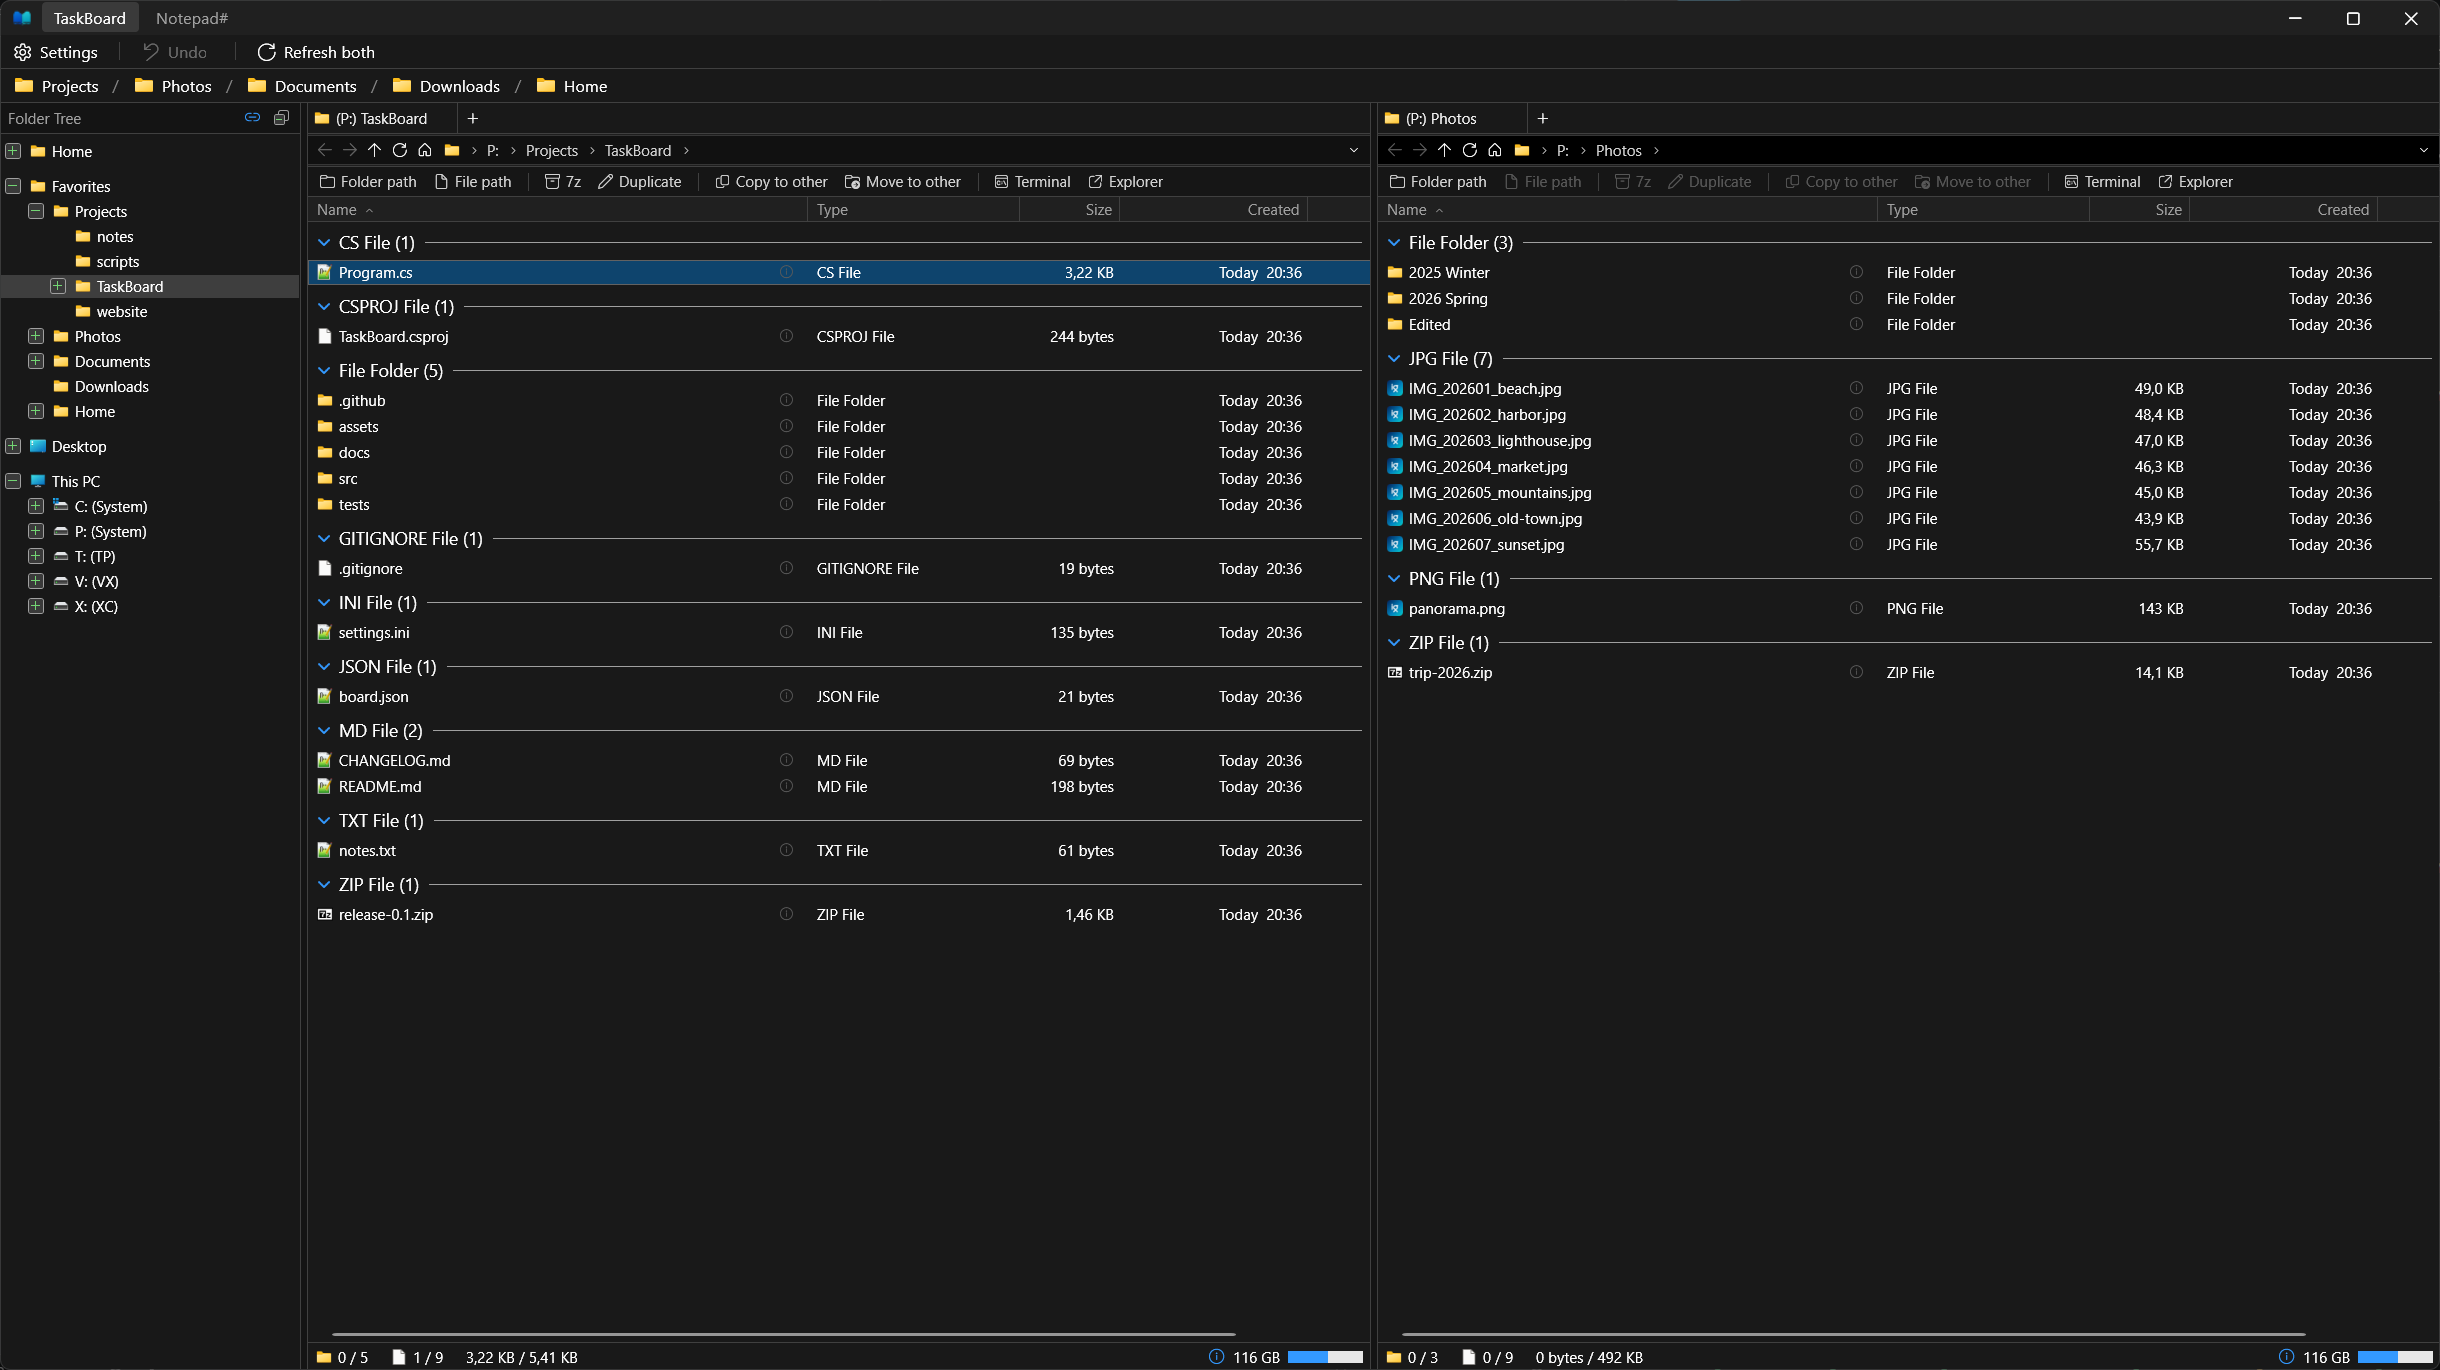 TaskBoard Notepad#
Settings Undo Refresh both
Projects / Photos / Documents / Downloads / Home
Folder Tree
Home
Favorites
Projects
notes
scripts
TaskBoard
website
Photos
Documents
Downloads
Home
Desktop
This PC
C: (System)
P: (System)
T: (TP)
V: (VX)
X: (XC)
(P:) TaskBoard +
P: > Projects > TaskBoard >
Folder path File path 7z Duplicate Copy to other Move to other Terminal Explorer
Name Type Size Created
CS File (1)
Program.cs CS File 3,22 KB Today 20:36
CSPROJ File (1)
TaskBoard.csproj CSPROJ File 244 bytes Today 20:36
File Folder (5)
.github File Folder Today 20:36
assets File Folder Today 20:36
docs File Folder Today 20:36
src File Folder Today 20:36
tests File Folder Today 20:36
GITIGNORE File (1)
.gitignore GITIGNORE File 19 bytes Today 20:36
INI File (1)
settings.ini INI File 135 bytes Today 20:36
JSON File (1)
board.json JSON File 21 bytes Today 20:36
MD File (2)
CHANGELOG.md MD File 69 bytes Today 20:36
README.md MD File 198 bytes Today 20:36
TXT File (1)
notes.txt TXT File 61 bytes Today 20:36
ZIP File (1)
release-0.1.zip ZIP File 1,46 KB Today 20:36
0 / 5 1 / 9 3,22 KB / 5,41 KB 116 GB
(P:) Photos +
P: > Photos >
Folder path File path 7z Duplicate Copy to other Move to other Terminal Explorer
Name Type Size Created
File Folder (3)
2025 Winter File Folder Today 20:36
2026 Spring File Folder Today 20:36
Edited File Folder Today 20:36
JPG File (7)
IMG_202601_beach.jpg JPG File 49,0 KB Today 20:36
IMG_202602_harbor.jpg JPG File 48,4 KB Today 20:36
IMG_202603_lighthouse.jpg JPG File 47,0 KB Today 20:36
IMG_202604_market.jpg JPG File 46,3 KB Today 20:36
IMG_202605_mountains.jpg JPG File 45,0 KB Today 20:36
IMG_202606_old-town.jpg JPG File 43,9 KB Today 20:36
IMG_202607_sunset.jpg JPG File 55,7 KB Today 20:36
PNG File (1)
panorama.png PNG File 143 KB Today 20:36
ZIP File (1)
trip-2026.zip ZIP File 14,1 KB Today 20:36
0 / 3 0 / 9 0 bytes / 492 KB 116 GB